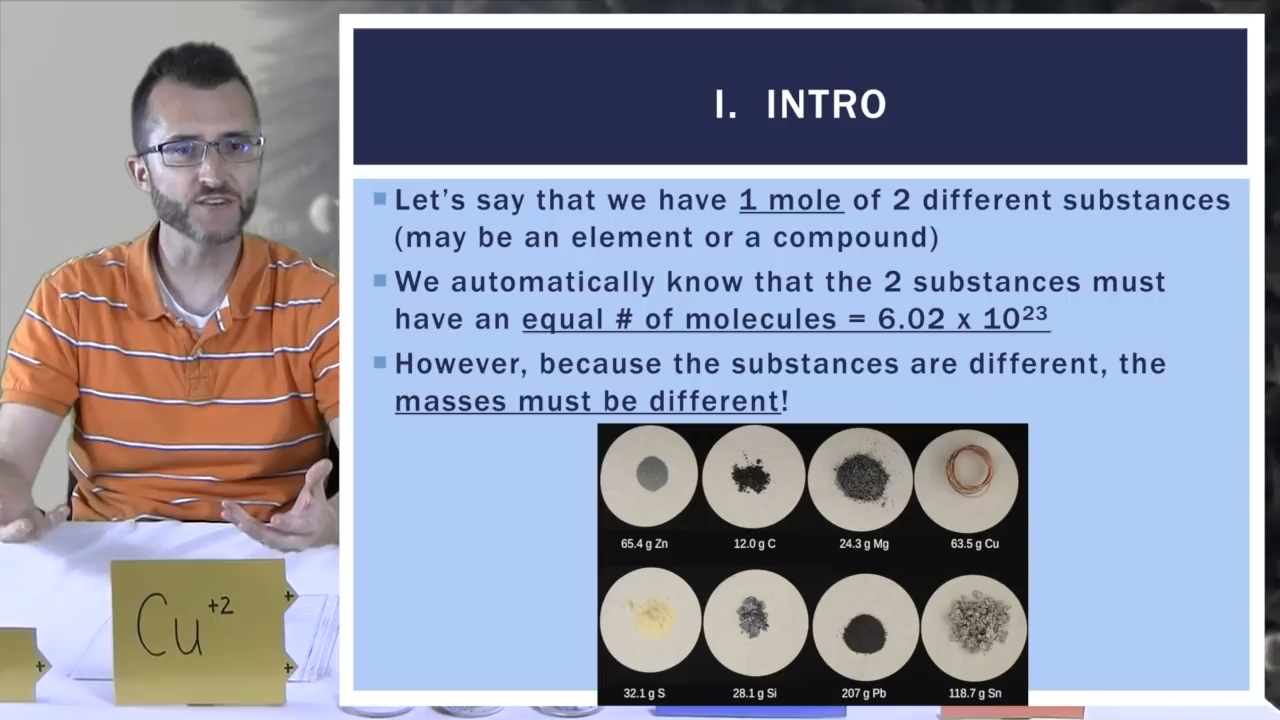 I. INTRO
Let's say that we have 1 mole of 2 different substances
(may be an element or a compound)
We automatically know that the 2 substances must
have an equal # of molecules = 6.02 x 10²³
However, because the substances are different, the
masses must be different!
65.4 g Zn
12.0 g C
24.3 g Mg
63.5 g Cu
32.1 g S
28.1 g Si
207 g Pb
118.7 g Sn
Cu⁺²
+
+
+